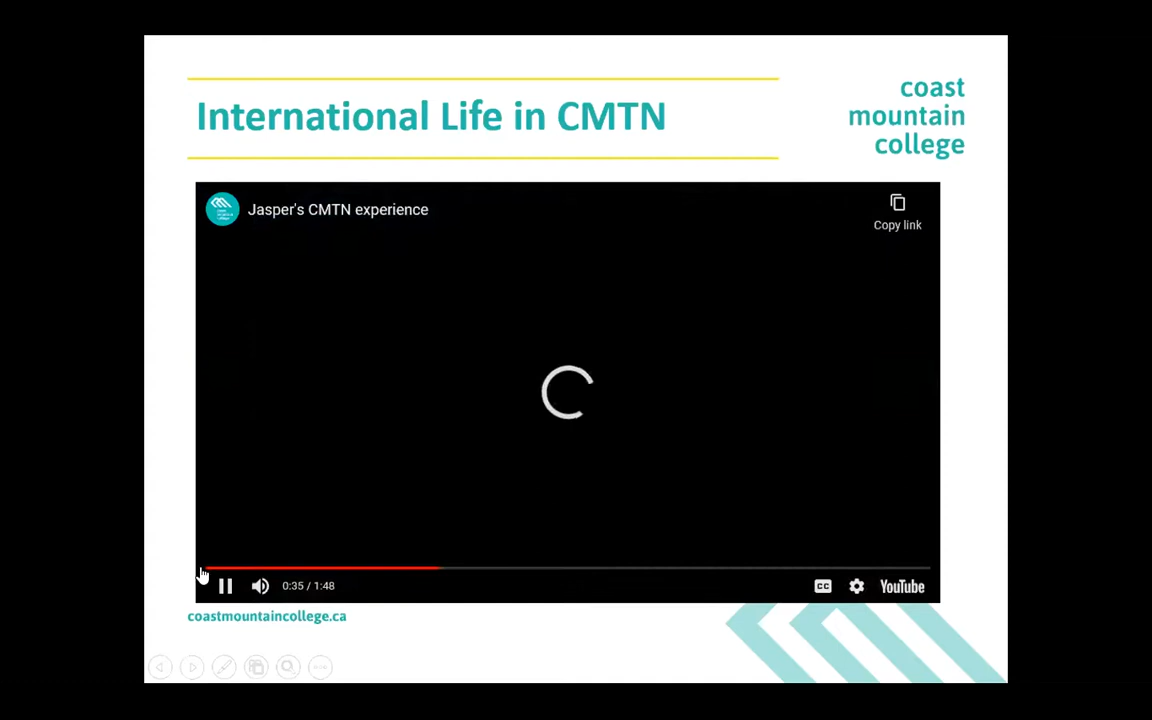 International Life in CMTN
coast
mountain
college
Jasper's CMTN experience
Copy link
0:35 / 1:48
CC
YouTube
coastmountaincollege.ca